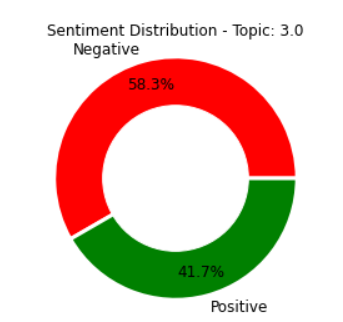 Sentiment Distribution - Topic: 3.0
Negative
58.3%
41.7%
Positive